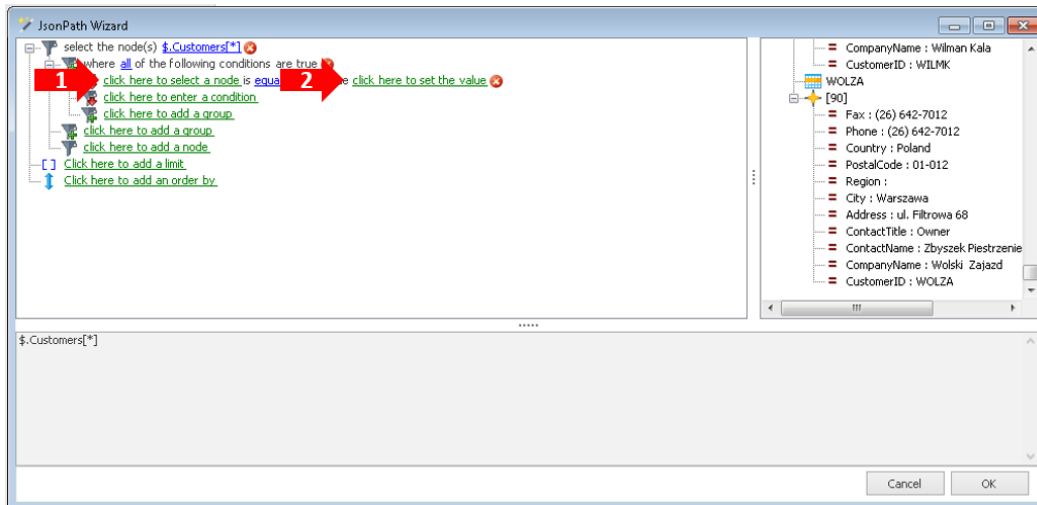 JsonPath Wizard
select the node(s) $.Customers[*]
where all of the following conditions are true
1 click here to select a node is equa 2 e click here to set the value
click here to enter a condition
click here to add a group
click here to add a group
click here to add a node
Click here to add a limit
Click here to add an order by
CompanyName : Wilman Kala
CustomerID : WILMK
WOLZA
[90]
Fax : (26) 642-7012
Phone : (26) 642-7012
Country : Poland
PostalCode : 01-012
Region :
City : Warszawa
Address : ul. Filtrowa 68
ContactTitle : Owner
ContactName : Zbyszek Piestrzenie
CompanyName : Wolski Zajazd
CustomerID : WOLZA
$.Customers[*]
Cancel OK